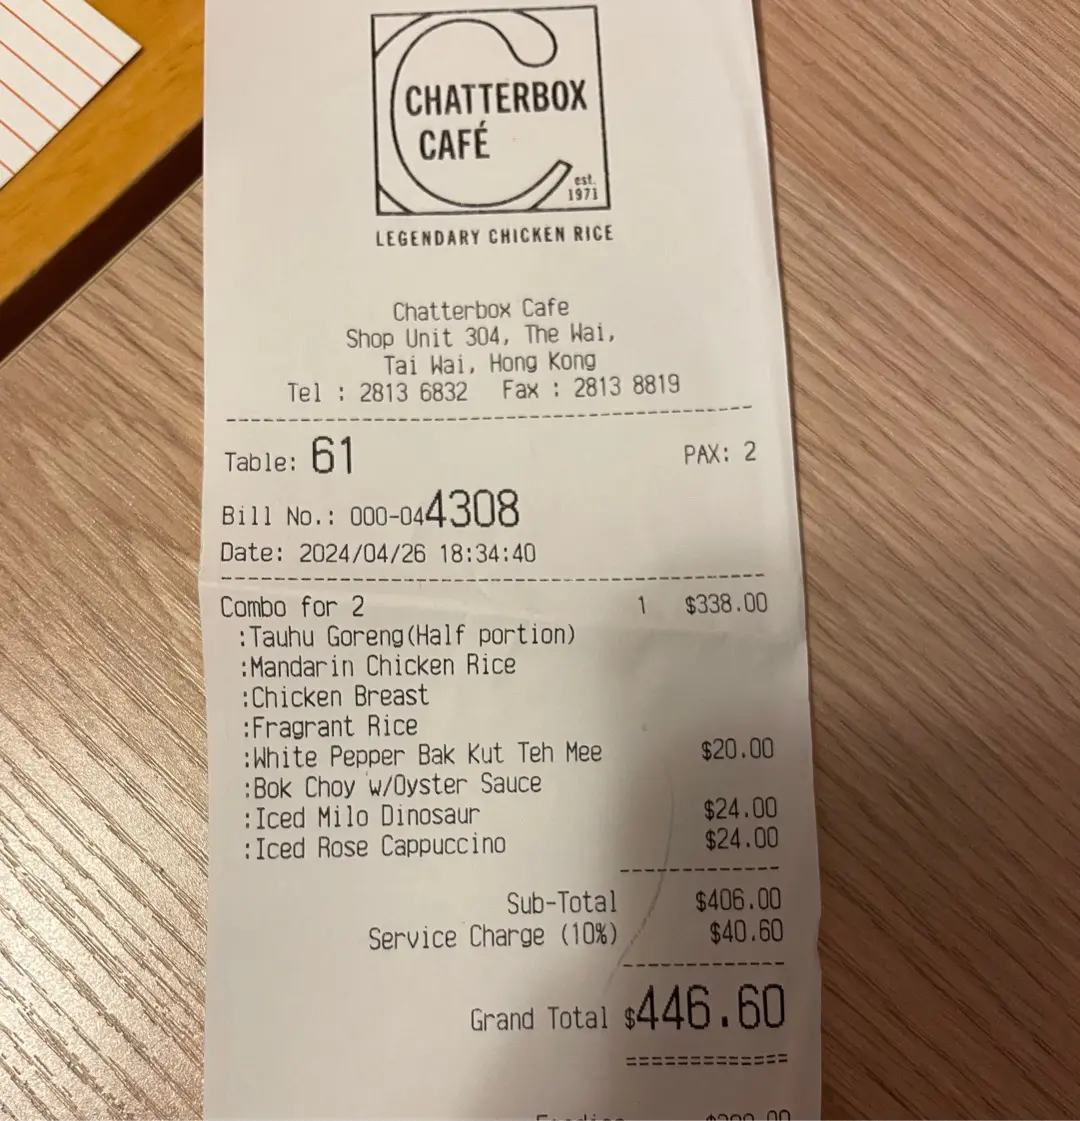 CHATTERBOX
CAFÉ
est.
1971
LEGENDARY CHICKEN RICE
Chatterbox Cafe
Shop Unit 304, The Wai,
Tai Wai, Hong Kong
Tel : 2813 6832 Fax : 2813 8819
Table: 61 PAX: 2
Bill No.: 000-044308
Date: 2024/04/26 18:34:40
Combo for 2 1 $338.00
:Tauhu Goreng(Half portion)
:Mandarin Chicken Rice
:Chicken Breast
:Fragrant Rice
:White Pepper Bak Kut Teh Mee $20.00
:Bok Choy w/Oyster Sauce
:Iced Milo Dinosaur $24.00
:Iced Rose Cappuccino $24.00
Sub-Total $406.00
Service Charge (10%) $40.60
Grand Total $446.60